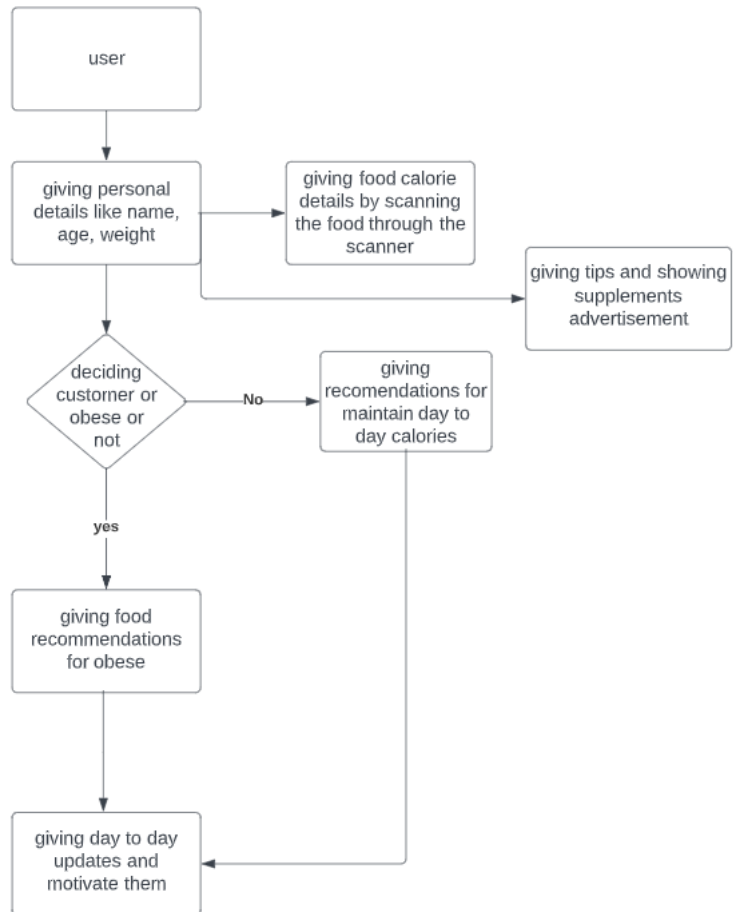 user
giving personal
details like name,
age, weight
giving food calorie
details by scanning
the food through the
scanner
giving tips and showing
supplements
advertisement
deciding
customer or
obese or
not
No
giving
recomendations for
maintain day to
day calories
yes
giving food
recommendations
for obese
giving day to day
updates and
motivate them